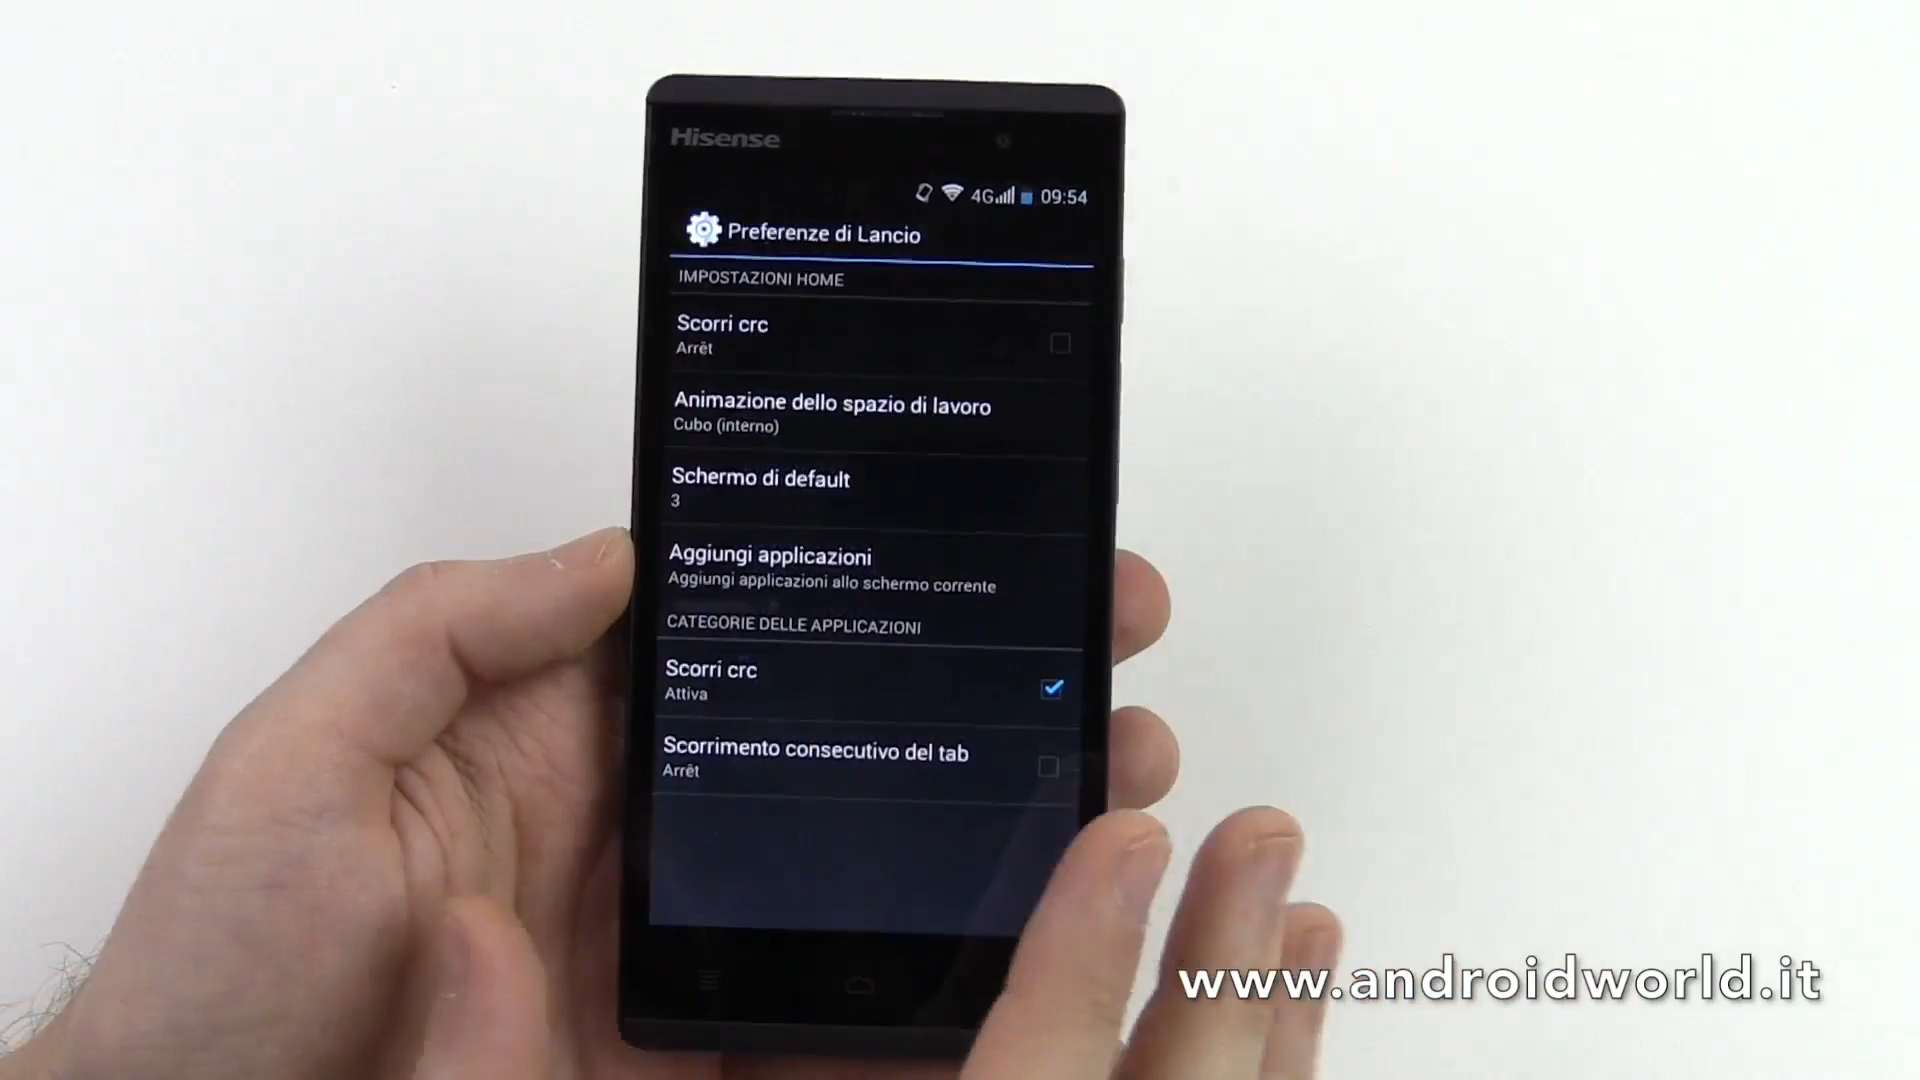 Hisense
4G 09:54
Preferenze di Lancio
IMPOSTAZIONI HOME
Scorri crc
Arrêt
Animazione dello spazio di lavoro
Cubo (interno)
Schermo di default
3
Aggiungi applicazioni
Aggiungi applicazioni allo schermo corrente
CATEGORIE DELLE APPLICAZIONI
Scorri crc
Attiva
Scorrimento consecutivo del tab
Arrêt
www.androidworld.it